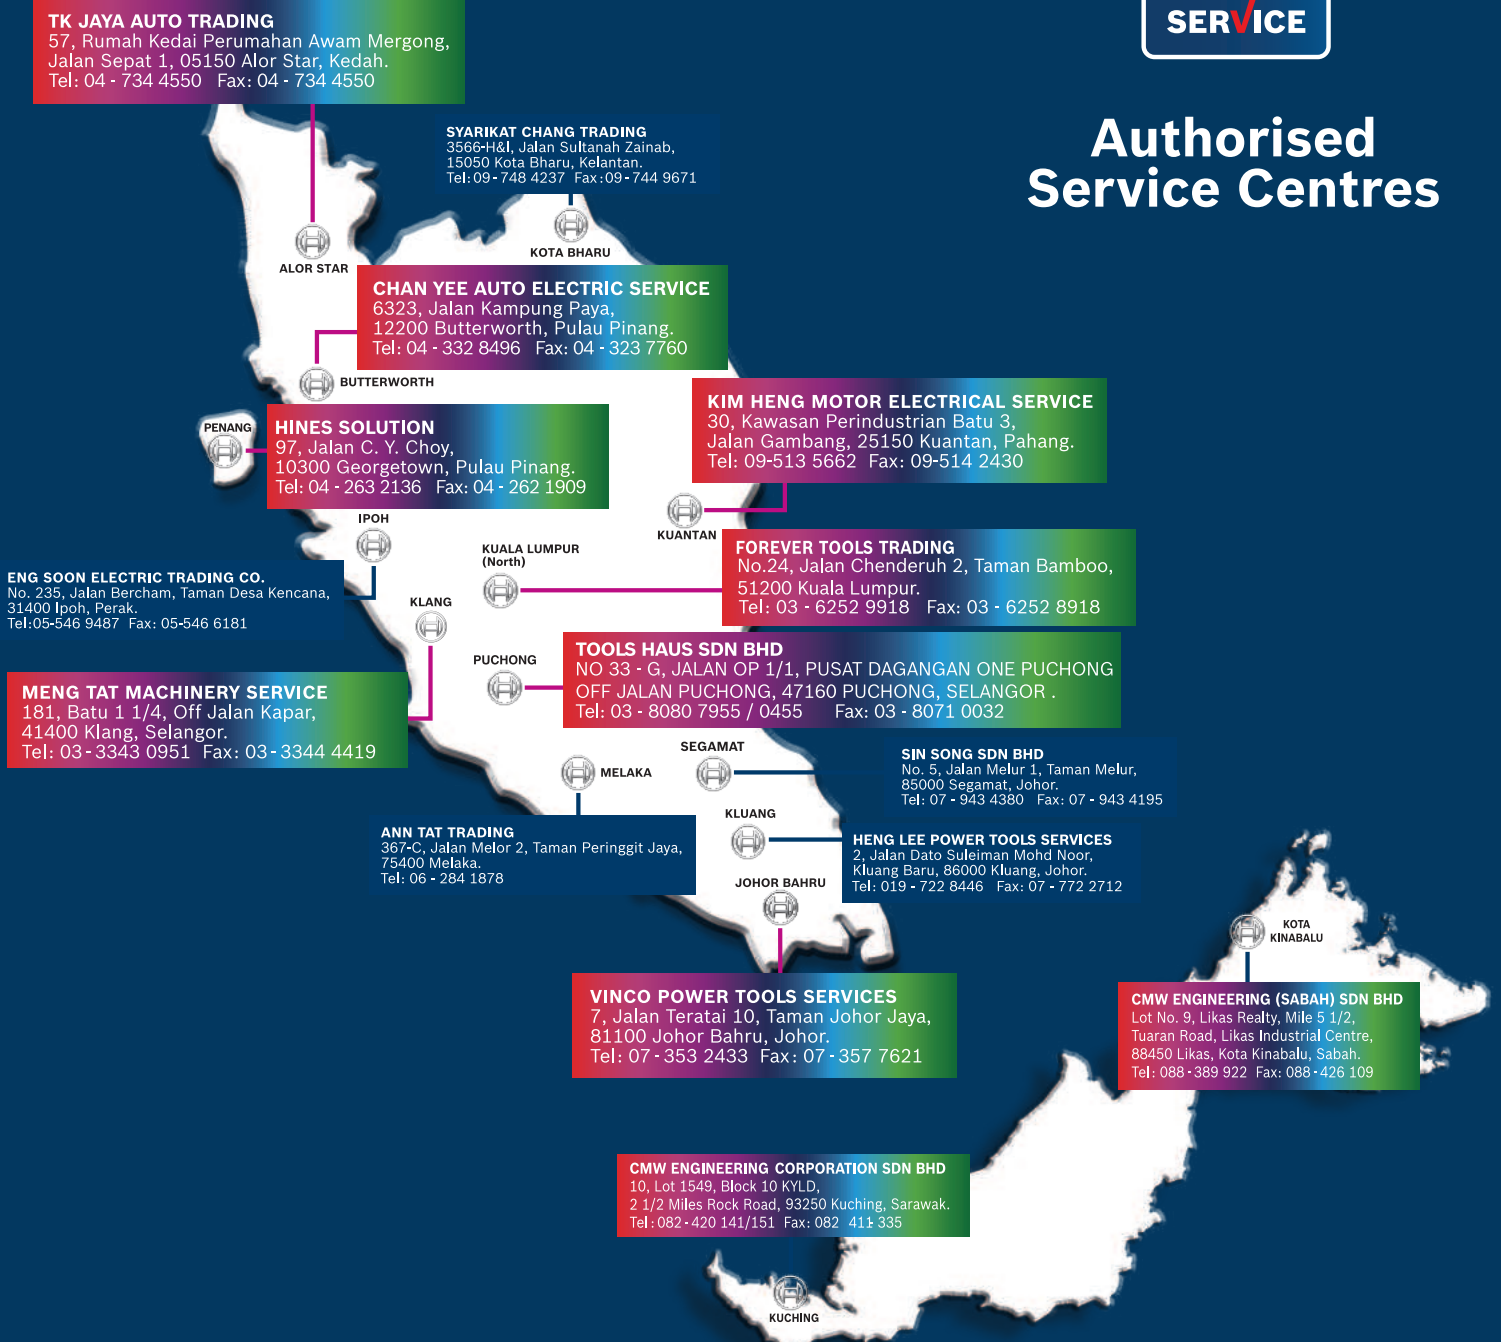 TK JAYA AUTO TRADING
57, Rumah Kedai Perumahan Awam Mergong,
Jalan Sepat 1, 05150 Alor Star, Kedah.
Tel: 04 - 734 4550 Fax: 04 - 734 4550
SERVICE
Authorised
Service Centres
SYARIKAT CHANG TRADING
3566-H&I, Jalan Sultanah Zainab,
15050 Kota Bharu, Kelantan.
Tel: 09 - 748 4237 Fax: 09 - 744 9671
KOTA BHARU
ALOR STAR
CHAN YEE AUTO ELECTRIC SERVICE
6323, Jalan Kampung Paya,
12200 Butterworth, Pulau Pinang.
Tel: 04 - 332 8496 Fax: 04 - 323 7760
BUTTERWORTH
PENANG
HINES SOLUTION
97, Jalan C. Y. Choy,
10300 Georgetown, Pulau Pinang.
Tel: 04 - 263 2136 Fax: 04 - 262 1909
KIM HENG MOTOR ELECTRICAL SERVICE
30, Kawasan Perindustrian Batu 3,
Jalan Gambang, 25150 Kuantan, Pahang.
Tel: 09-513 5662 Fax: 09-514 2430
KUANTAN
IPOH
ENG SOON ELECTRIC TRADING CO.
No. 235, Jalan Bercham, Taman Desa Kencana,
31400 Ipoh, Perak.
Tel:05-546 9487 Fax: 05-546 6181
KUALA LUMPUR
(North)
FOREVER TOOLS TRADING
No.24, Jalan Chenderuh 2, Taman Bamboo,
51200 Kuala Lumpur.
Tel: 03 - 6252 9918 Fax: 03 - 6252 8918
KLANG
MENG TAT MACHINERY SERVICE
181, Batu 1 1/4, Off Jalan Kapar,
41400 Klang, Selangor.
Tel: 03 - 3343 0951 Fax: 03 - 3344 4419
PUCHONG
TOOLS HAUS SDN BHD
NO 33 - G, JALAN OP 1/1, PUSAT DAGANGAN ONE PUCHONG
OFF JALAN PUCHONG, 47160 PUCHONG, SELANGOR .
Tel: 03 - 8080 7955 / 0455 Fax: 03 - 8071 0032
SEGAMAT
SIN SONG SDN BHD
No. 5, Jalan Melur 1, Taman Melur,
85000 Segamat, Johor.
Tel: 07 - 943 4380 Fax: 07 - 943 4195
MELAKA
ANN TAT TRADING
367-C, Jalan Melor 2, Taman Peringgit Jaya,
75400 Melaka.
Tel: 06 - 284 1878
KLUANG
HENG LEE POWER TOOLS SERVICES
2, Jalan Dato Suleiman Mohd Noor,
Kluang Baru, 86000 Kluang, Johor.
Tel: 019 - 722 8446 Fax: 07 - 772 2712
JOHOR BAHRU
VINCO POWER TOOLS SERVICES
7, Jalan Teratai 10, Taman Johor Jaya,
81100 Johor Bahru, Johor.
Tel: 07 - 353 2433 Fax: 07 - 357 7621
KOTA
KINABALU
CMW ENGINEERING (SABAH) SDN BHD
Lot No. 9, Likas Realty, Mile 5 1/2,
Tuaran Road, Likas Industrial Centre,
88450 Likas, Kota Kinabalu, Sabah.
Tel: 088 - 389 922 Fax: 088 - 426 109
CMW ENGINEERING CORPORATION SDN BHD
10, Lot 1549, Block 10 KYLD,
2 1/2 Miles Rock Road, 93250 Kuching, Sarawak.
Tel: 082 - 420 141/151 Fax: 082 411-335
KUCHING